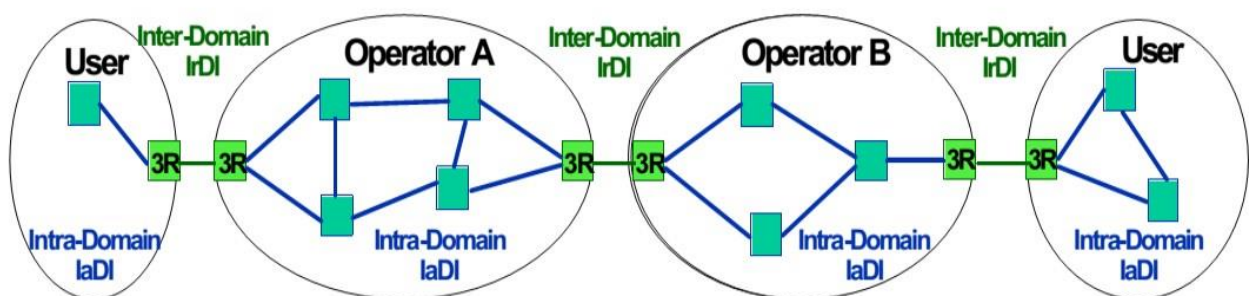 User
Inter-Domain
IrDI
Operator A
Inter-Domain
IrDI
Operator B
Inter-Domain
IrDI
User
3R
3R
3R
3R
3R
3R
Intra-Domain
IaDI
Intra-Domain
IaDI
Intra-Domain
IaDI
Intra-Domain
IaDI